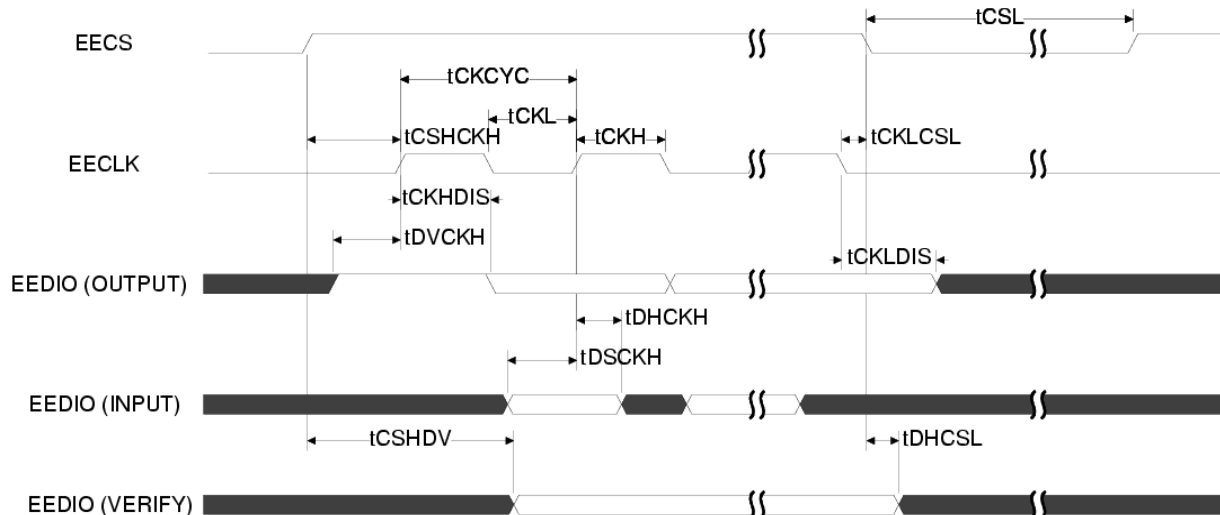 tCSL
EECS
tCKCYC
tCKL
tCSHCKH
tCKH
tCKLCSL
EECLK
tCKHDIS
tDVCKH
tCKLDIS
EEDIO (OUTPUT)
tDHCKH
tDSCKH
EEDIO (INPUT)
tCSHDV
tDHCSL
EEDIO (VERIFY)